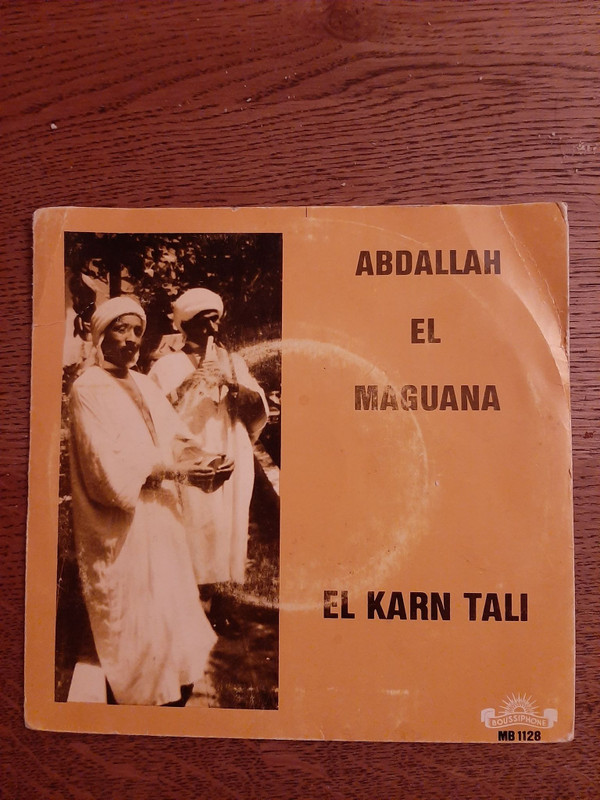 ABDALLAH
EL
MAGUANA
EL KARN TALI
BOUSSIPHONE
MB 1128